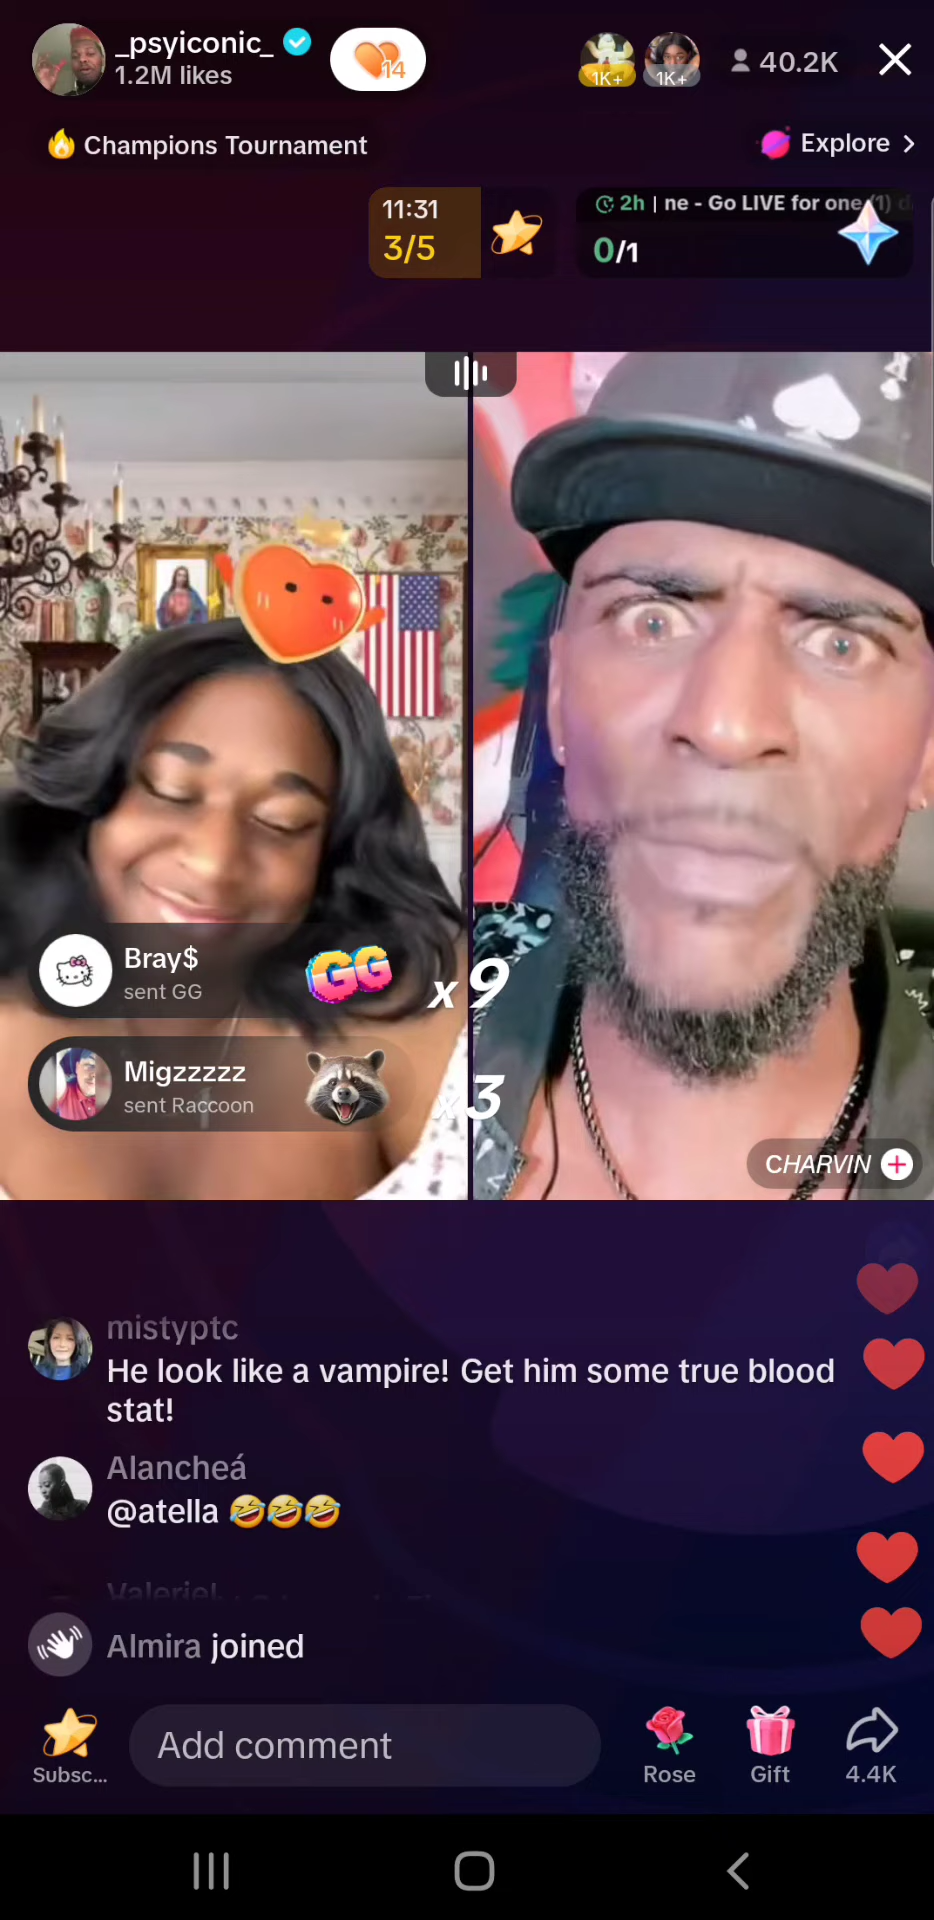 _psyiconic_
1.2M likes
14
1K+
1K+
40.2K
Champions Tournament
Explore >
11:31
3/5
2h | ne - Go LIVE for one (1) d
0/1
Bray$
sent GG
GG
x9
Migzzzzz
sent Raccoon
x3
CHARVIN +
mistyptc
He look like a vampire! Get him some true blood
stat!
Alancheá
@atella 🤣🤣🤣
Valerie!
Almira joined
Subsc...
Add comment
Rose
Gift
4.4K